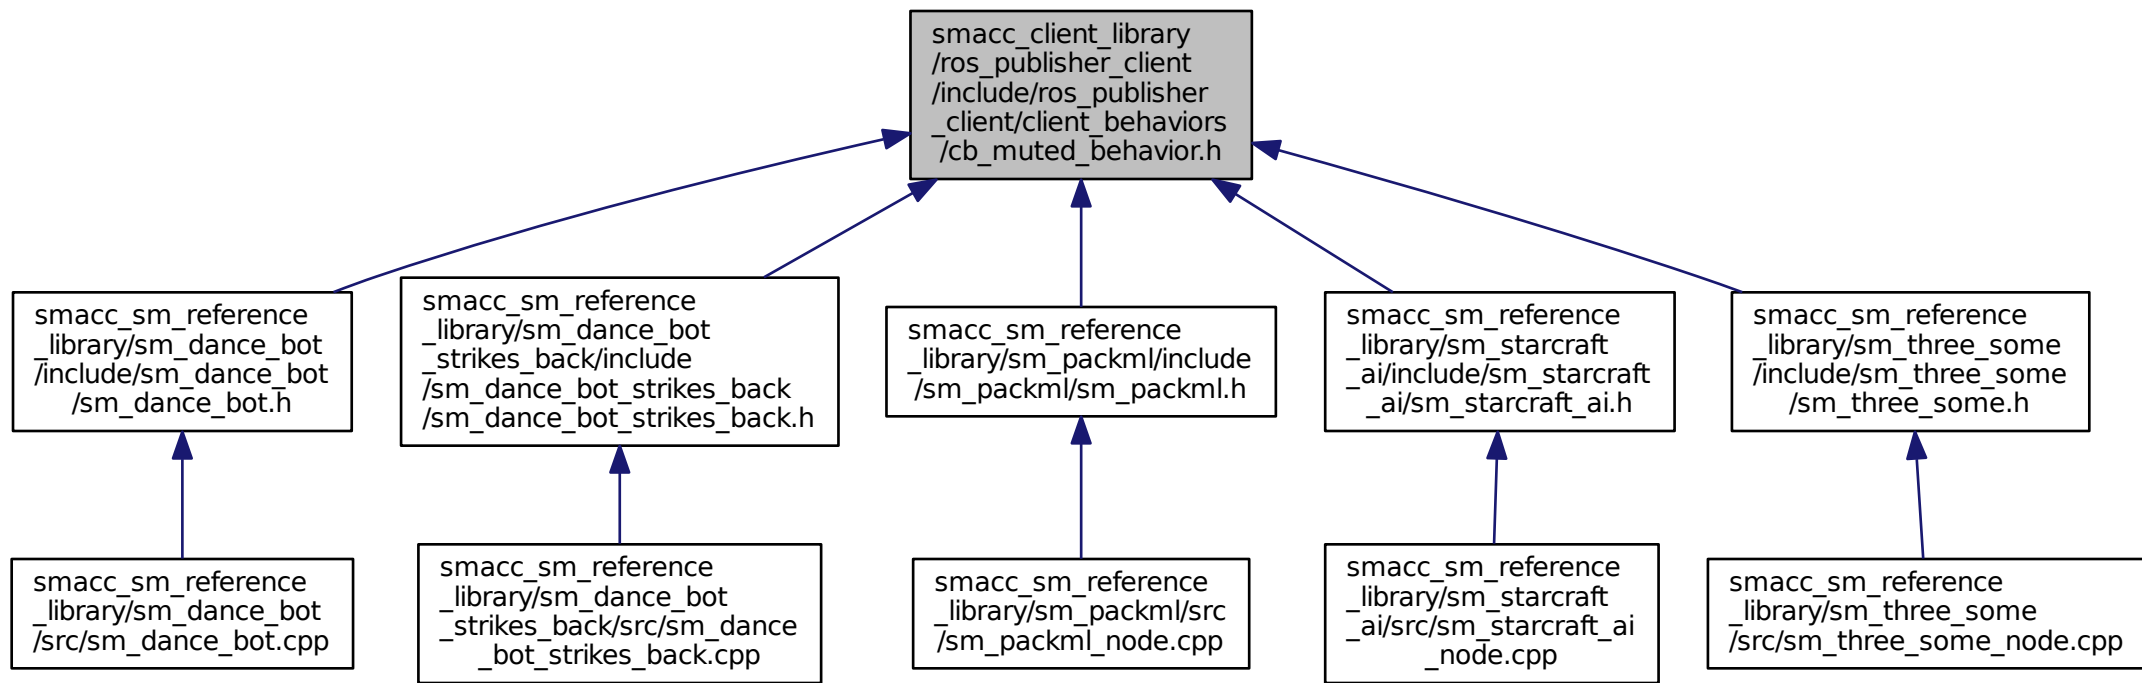 smacc_client_library
/ros_publisher_client
/include/ros_publisher
_client/client_behaviors
/cb_muted_behavior.h
smacc_sm_reference
_library/sm_dance_bot
/include/sm_dance_bot
/sm_dance_bot.h
smacc_sm_reference
_library/sm_dance_bot
_strikes_back/include
/sm_dance_bot_strikes_back
/sm_dance_bot_strikes_back.h
smacc_sm_reference
_library/sm_packml/include
/sm_packml/sm_packml.h
smacc_sm_reference
_library/sm_starcraft
_ai/include/sm_starcraft
_ai/sm_starcraft_ai.h
smacc_sm_reference
_library/sm_three_some
/include/sm_three_some
/sm_three_some.h
smacc_sm_reference
_library/sm_dance_bot
/src/sm_dance_bot.cpp
smacc_sm_reference
_library/sm_dance_bot
_strikes_back/src/sm_dance
_bot_strikes_back.cpp
smacc_sm_reference
_library/sm_packml/src
/sm_packml_node.cpp
smacc_sm_reference
_library/sm_starcraft
_ai/src/sm_starcraft_ai
_node.cpp
smacc_sm_reference
_library/sm_three_some
/src/sm_three_some_node.cpp